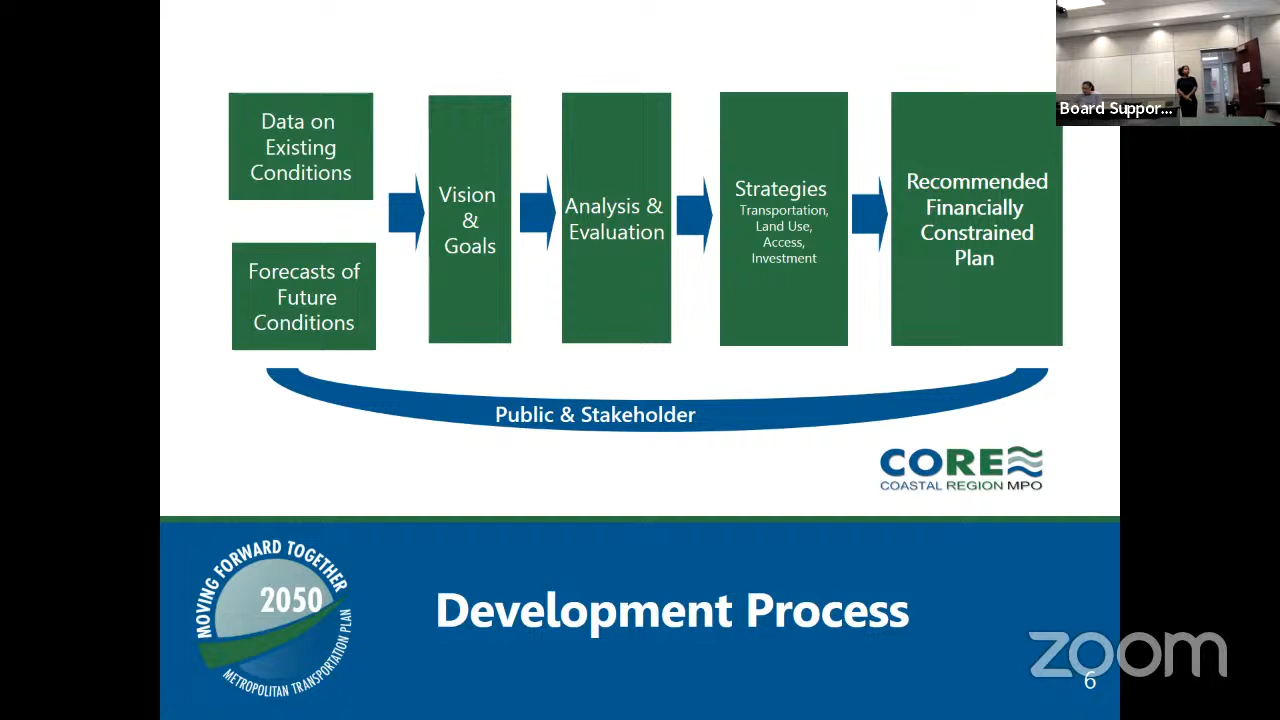 Data on
Existing
Conditions
Forecasts of
Future
Conditions
Vision
&
Goals
Analysis &
Evaluation
Strategies
Transportation,
Land Use,
Access,
Investment
Recommended
Financially
Constrained
Plan
Public & Stakeholder
CORE
COASTAL REGION MPO
MOVING FORWARD TOGETHER
2050
METROPOLITAN TRANSPORTATION PLAN
Development Process
6
zoom
Board Suppor...